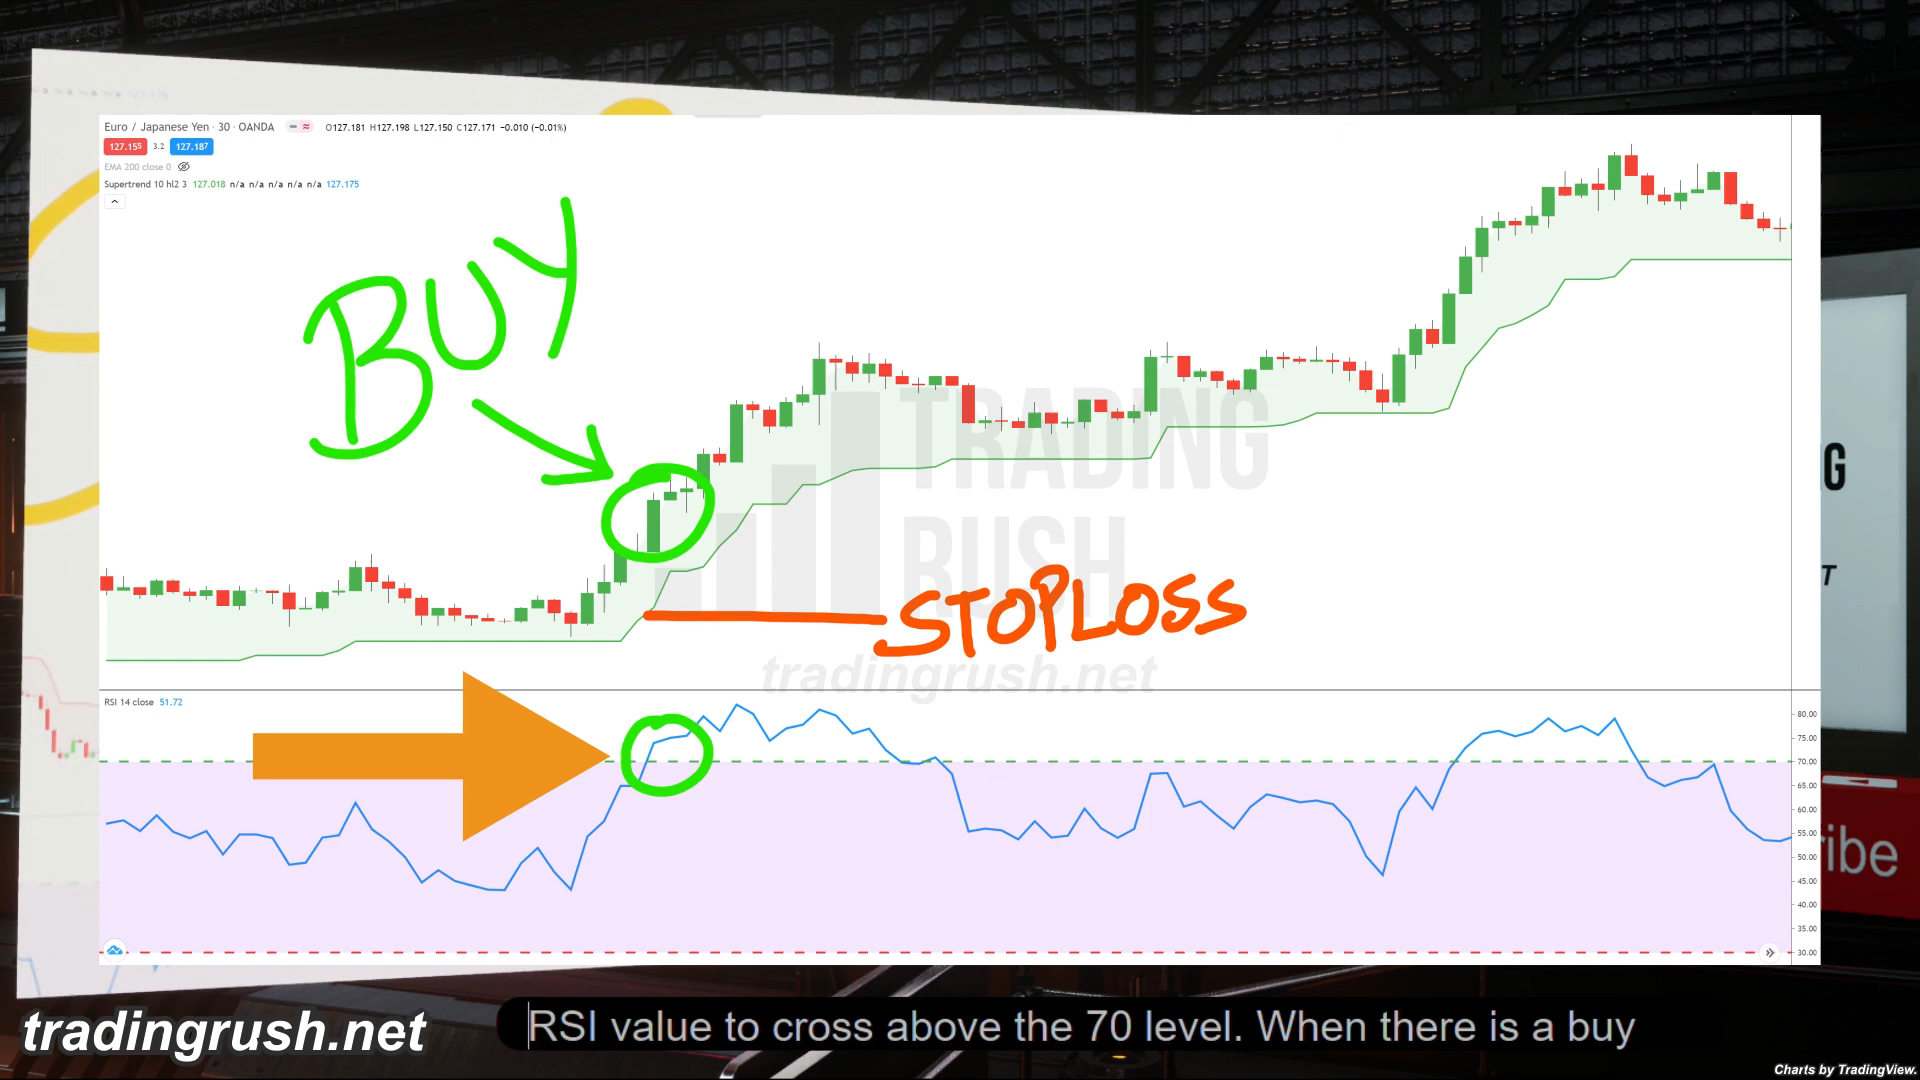 Euro / Japanese Yen · 30 · OANDA
O127.181 H127.198 L127.150 C127.171 −0.010 (−0.01%)
127.155 3.2 127.187
EMA 200 close 0
Supertrend 10 hl2 3 127.018 n/a n/a n/a n/a n/a 127.175
BUY
TRADING
RUSH
STOPLOSS
tradingrush.net
RSI 14 close 51.72
80.00
75.00
70.00
65.00
60.00
55.00
50.00
45.00
40.00
35.00
30.00
tradingrush.net
RSI value to cross above the 70 level. When there is a buy
Charts by TradingView.